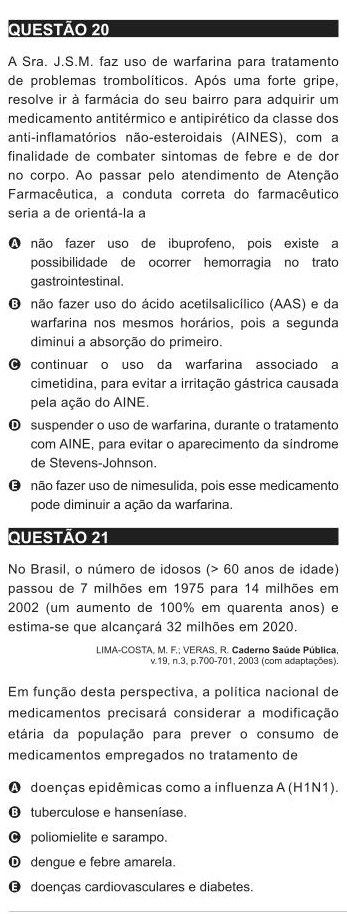 QUESTÃO 20
A Sra. J.S.M. faz uso de warfarina para tratamento
de problemas trombolíticos. Após uma forte gripe,
resolve ir à farmácia do seu bairro para adquirir um
medicamento antitérmico e antipirético da classe dos
anti-inflamatórios não-esteroidais (AINES), com a
finalidade de combater sintomas de febre e de dor
no corpo. Ao passar pelo atendimento de Atenção
Farmacêutica, a conduta correta do farmacêutico
seria a de orientá-la a
A não fazer uso de ibuprofeno, pois existe a
possibilidade de ocorrer hemorragia no trato
gastrointestinal.
B não fazer uso do ácido acetilsalicílico (AAS) e da
warfarina nos mesmos horários, pois a segunda
diminui a absorção do primeiro.
C continuar o uso da warfarina associado a
cimetidina, para evitar a irritação gástrica causada
pela ação do AINE.
D suspender o uso de warfarina, durante o tratamento
com AINE, para evitar o aparecimento da síndrome
de Stevens-Johnson.
E não fazer uso de nimesulida, pois esse medicamento
pode diminuir a ação da warfarina.
QUESTÃO 21
No Brasil, o número de idosos (> 60 anos de idade)
passou de 7 milhões em 1975 para 14 milhões em
2002 (um aumento de 100% em quarenta anos) e
estima-se que alcançará 32 milhões em 2020.
LIMA-COSTA, M. F.; VERAS, R. Caderno Saúde Pública,
v.19, n.3, p.700-701, 2003 (com adaptações).
Em função desta perspectiva, a política nacional de
medicamentos precisará considerar a modificação
etária da população para prever o consumo de
medicamentos empregados no tratamento de
A doenças epidêmicas como a influenza A (H1N1).
B tuberculose e hanseníase.
C poliomielite e sarampo.
D dengue e febre amarela.
E doenças cardiovasculares e diabetes.